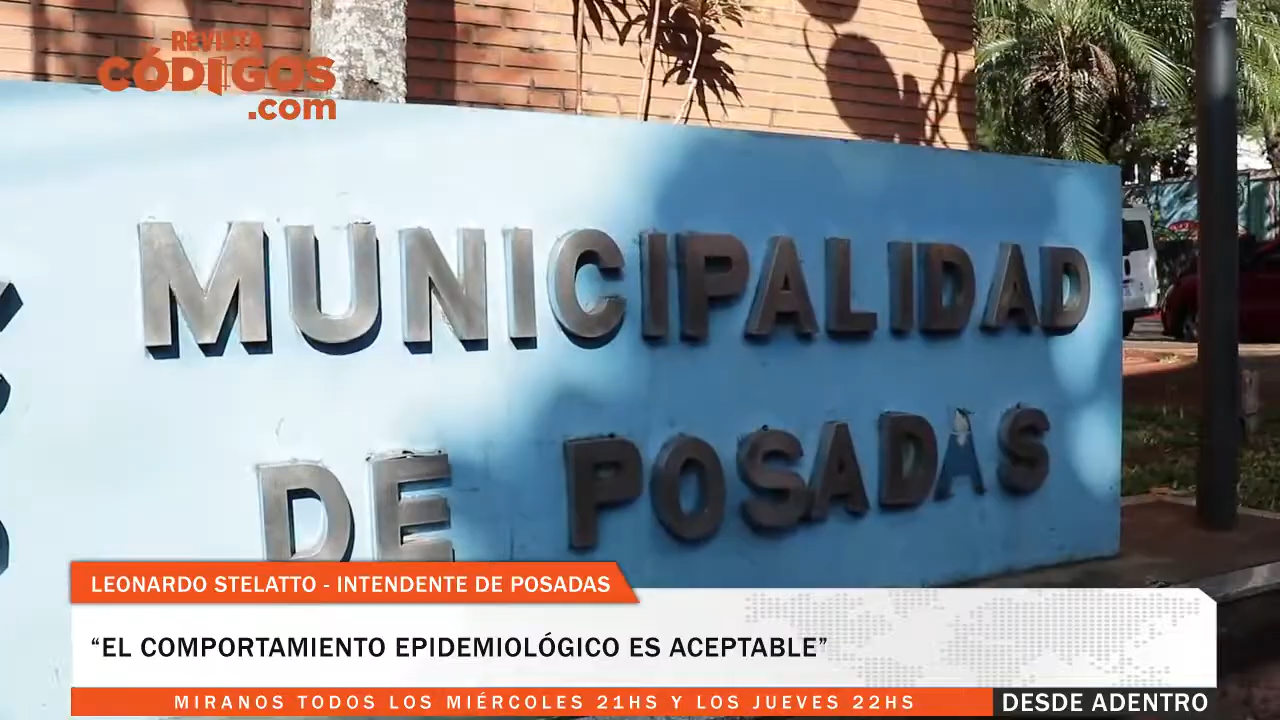 REVISTA
CÓDIGOS
.com
MUNICIPALIDAD
DE POSADAS
LEONARDO STELATTO - INTENDENTE DE POSADAS
“EL COMPORTAMIENTO EPIDEMIOLÓGICO ES ACEPTABLE”
MIRANOS TODOS LOS MIÉRCOLES 21HS Y LOS JUEVES 22HS
DESDE ADENTRO